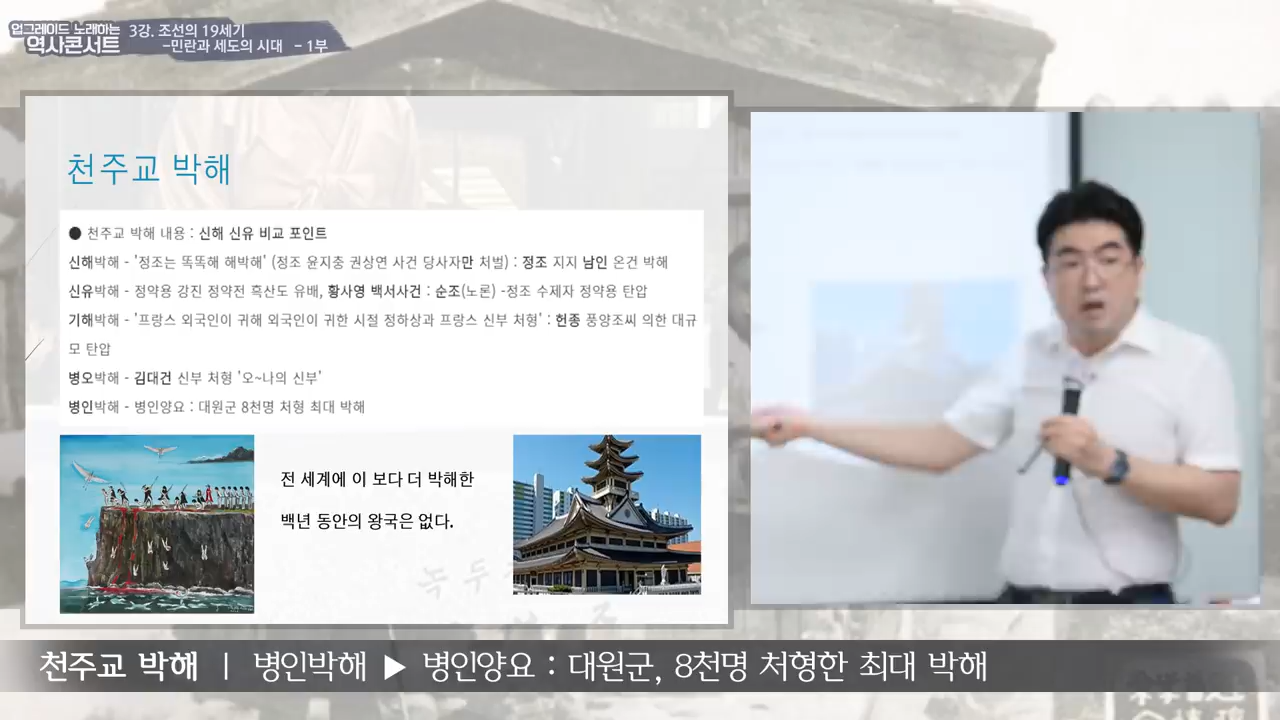 업그레이드 노래하는
역사콘서트
3강. 조선의 19세기
-민란과 세도의 시대 - 1부
천주교 박해
● 천주교 박해 내용 : 신해 신유 비교 포인트
신해박해 - '정조는 똑똑해 해박해' (정조 윤지충 권상연 사건 당사자만 처벌) : 정조 지지 남인 온건 박해
신유박해 - 정약용 강진 정약전 흑산도 유배, 황사영 백서사건 : 순조(노론) -정조 수제자 정약용 탄압
기해박해 - '프랑스 외국인이 귀해 외국인이 귀한 시절 정하상과 프랑스 신부 처형' : 헌종 풍양조씨 의한 대규
모 탄압
병오박해 - 김대건 신부 처형 '오~나의 신부'
병인박해 - 병인양요 : 대원군 8천명 처형 최대 박해
전 세계에 이 보다 더 박해한
백년 동안의 왕국은 없다.
녹 두
천주교 박해 | 병인박해 ▶ 병인양요 : 대원군, 8천명 처형한 최대 박해